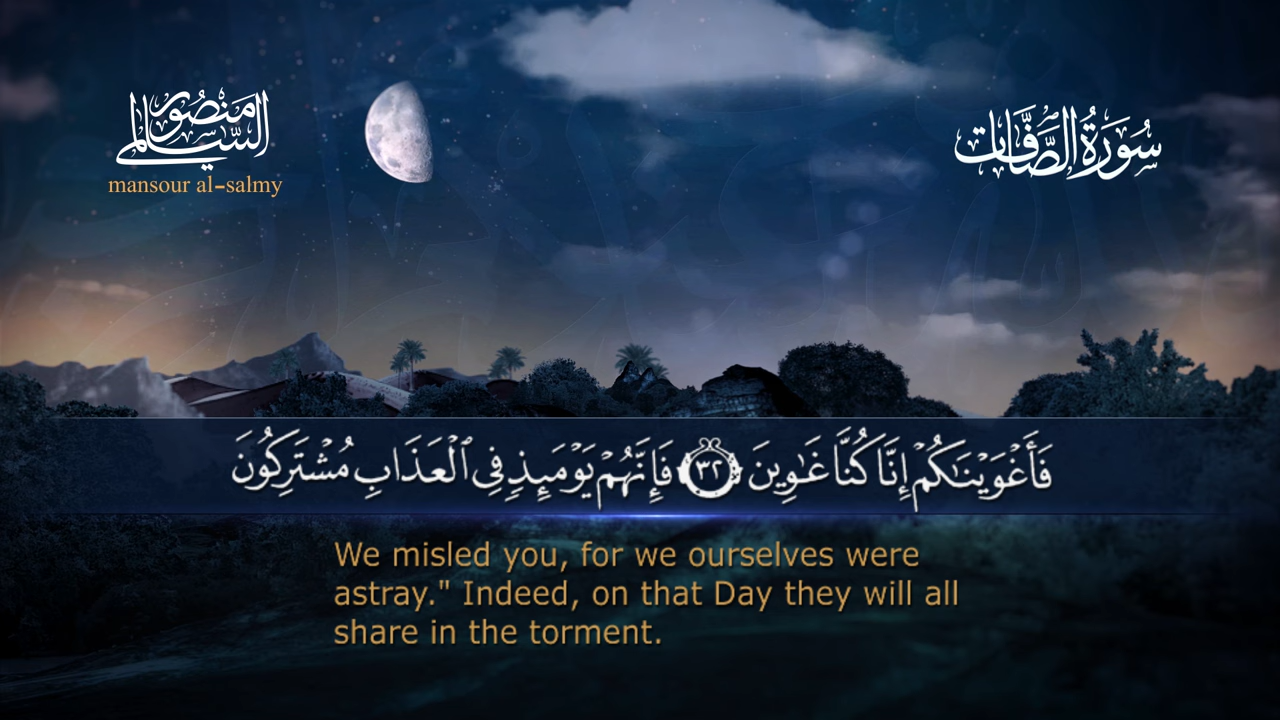 منصور
السالمي
mansour al-salmy
سُورَةُ الصَّافَّات
فَأَغْوَيْنَـٰكُمْ إِنَّا كُنَّا غَـٰوِينَ ٣٢ فَإِنَّهُمْ يَوْمَئِذٍ فِي ٱلْعَذَابِ مُشْتَرِكُونَ
We misled you, for we ourselves were
astray." Indeed, on that Day they will all
share in the torment.